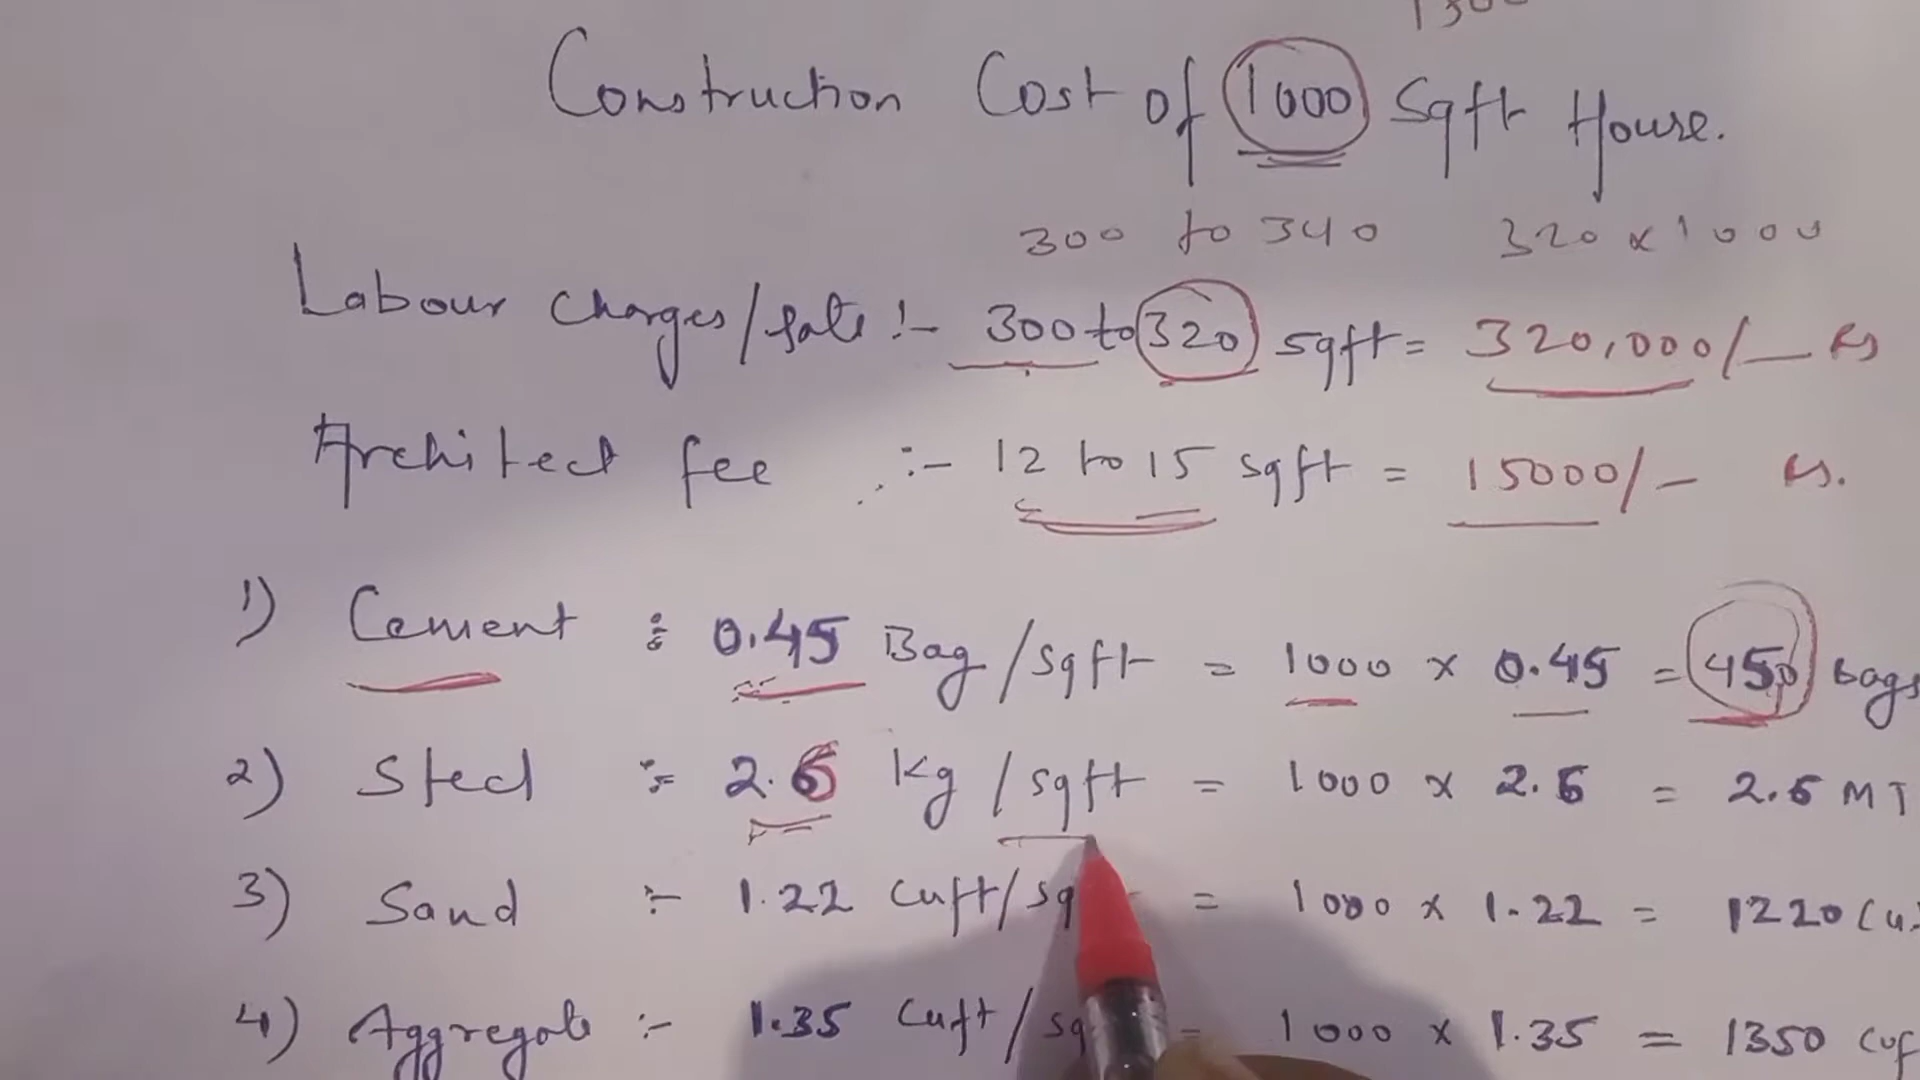 Construction Cost of 1000 Sqft House.
300 to 340 320 x 1000
Labour Charges/rate :- 300 to 320 sqft = 320,000/- Rs
Architect fee :- 12 to 15 sqft = 15000/- Rs.
1) Cement : 0.45 Bag/sqft = 1000 x 0.45 = 450 Bags
2) Steel :- 2.5 Kg/sqft = 1000 x 2.5 = 2.5 MT
3) Sand :- 1.22 Cuft/sq = 1000 x 1.22 = 1220 Cu
4) Aggregate :- 1.35 Cuft/sq = 1000 x 1.35 = 1350 Cuf